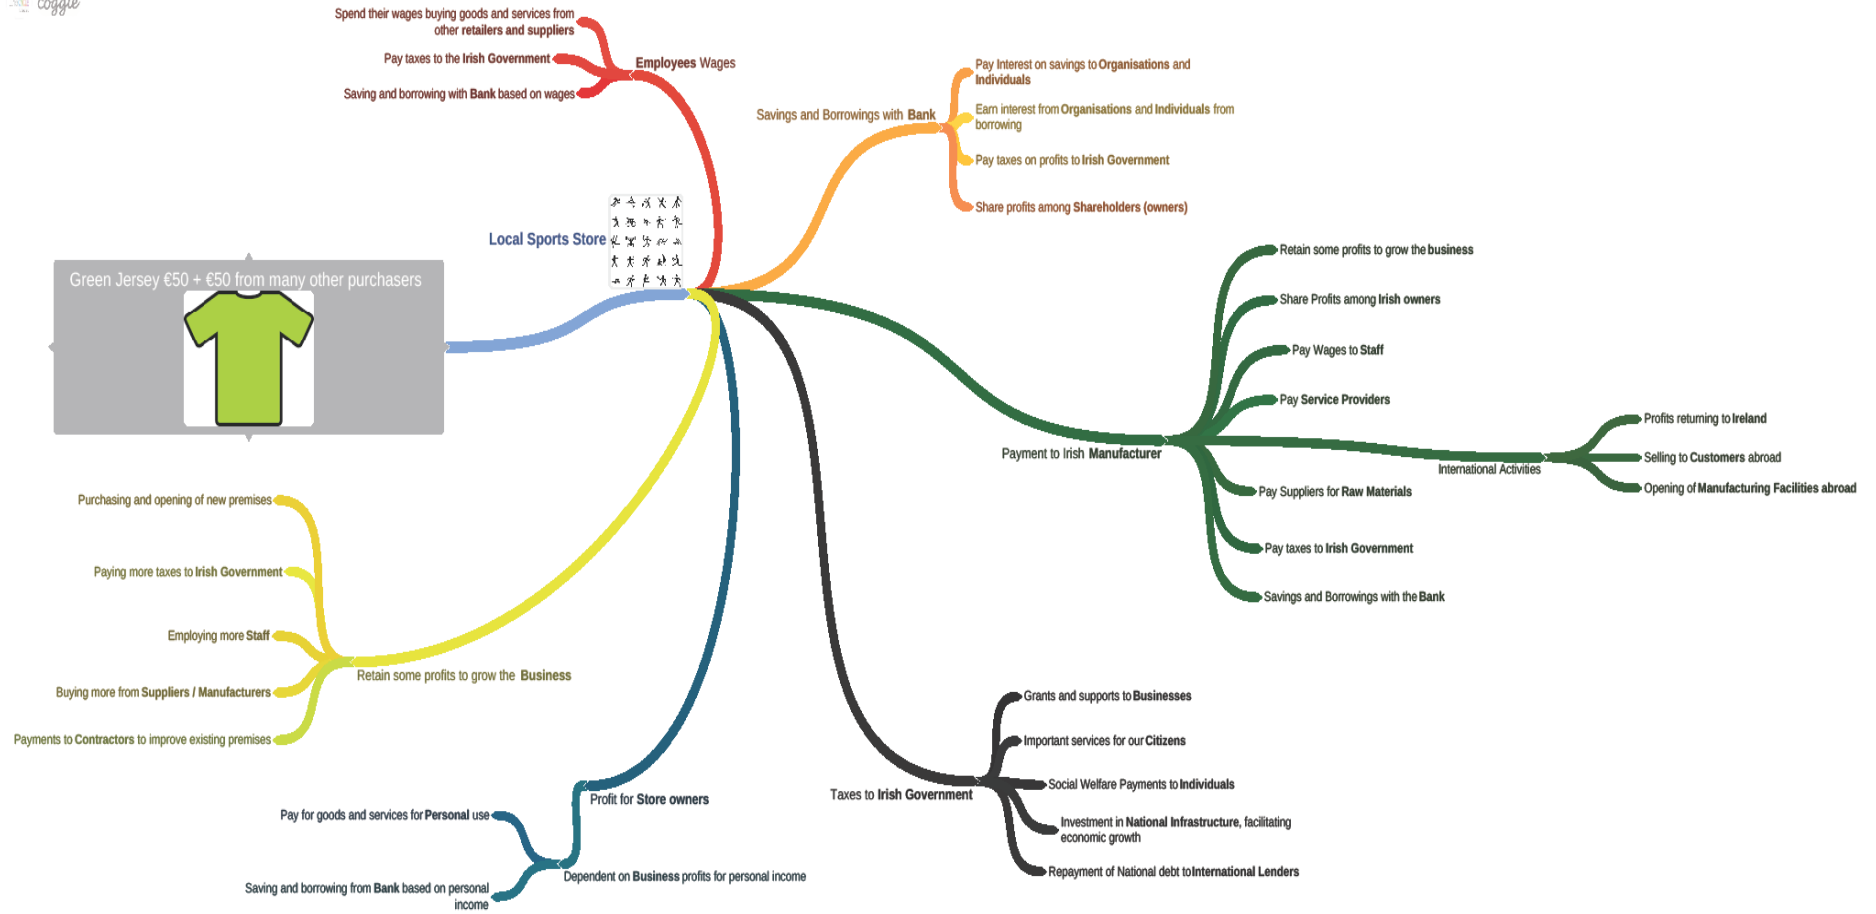 coggle
Spend their wages buying goods and services from
other retailers and suppliers
Pay taxes to the Irish Government
Saving and borrowing with Bank based on wages
Employees Wages
Savings and Borrowings with Bank
Pay Interest on savings to Organisations and
Individuals
Earn interest from Organisations and Individuals from
borrowing
Pay taxes on profits to Irish Government
Share profits among Shareholders (owners)
Local Sports Store
Green Jersey €50 + €50 from many other purchasers
Retain some profits to grow the business
Share Profits among Irish owners
Pay Wages to Staff
Pay Service Providers
Payment to Irish Manufacturer
International Activities
Profits returning to Ireland
Selling to Customers abroad
Opening of Manufacturing Facilities abroad
Pay Suppliers for Raw Materials
Pay taxes to Irish Government
Savings and Borrowings with the Bank
Purchasing and opening of new premises
Paying more taxes to Irish Government
Employing more Staff
Buying more from Suppliers / Manufacturers
Payments to Contractors to improve existing premises
Retain some profits to grow the Business
Profit for Store owners
Pay for goods and services for Personal use
Dependent on Business profits for personal income
Saving and borrowing from Bank based on personal
income
Taxes to Irish Government
Grants and supports to Businesses
Important services for our Citizens
Social Welfare Payments to Individuals
Investment in National Infrastructure, facilitating
economic growth
Repayment of National debt to International Lenders